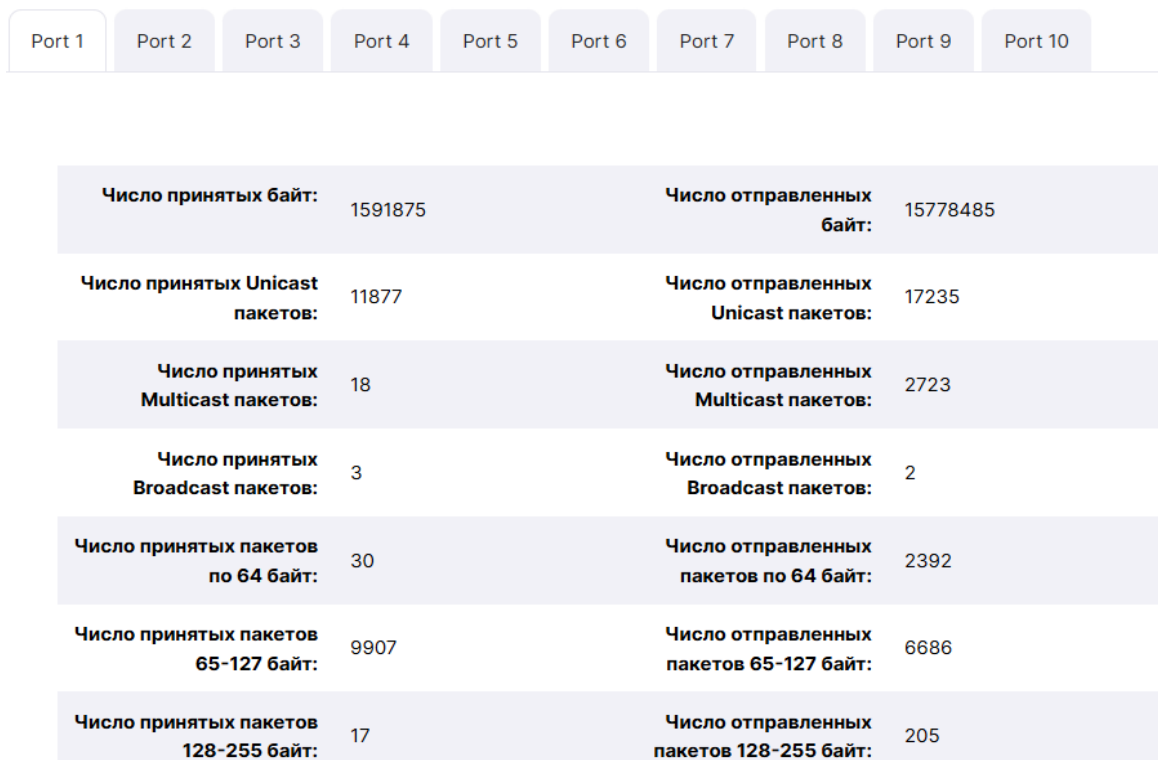 Port 1 Port 2 Port 3 Port 4 Port 5 Port 6 Port 7 Port 8 Port 9 Port 10
Число принятых байт: 1591875 Число отправленных байт: 15778485
Число принятых Unicast пакетов: 11877 Число отправленных Unicast пакетов: 17235
Число принятых Multicast пакетов: 18 Число отправленных Multicast пакетов: 2723
Число принятых Broadcast пакетов: 3 Число отправленных Broadcast пакетов: 2
Число принятых пакетов по 64 байт: 30 Число отправленных пакетов по 64 байт: 2392
Число принятых пакетов 65-127 байт: 9907 Число отправленных пакетов 65-127 байт: 6686
Число принятых пакетов 128-255 байт: 17 Число отправленных пакетов 128-255 байт: 205